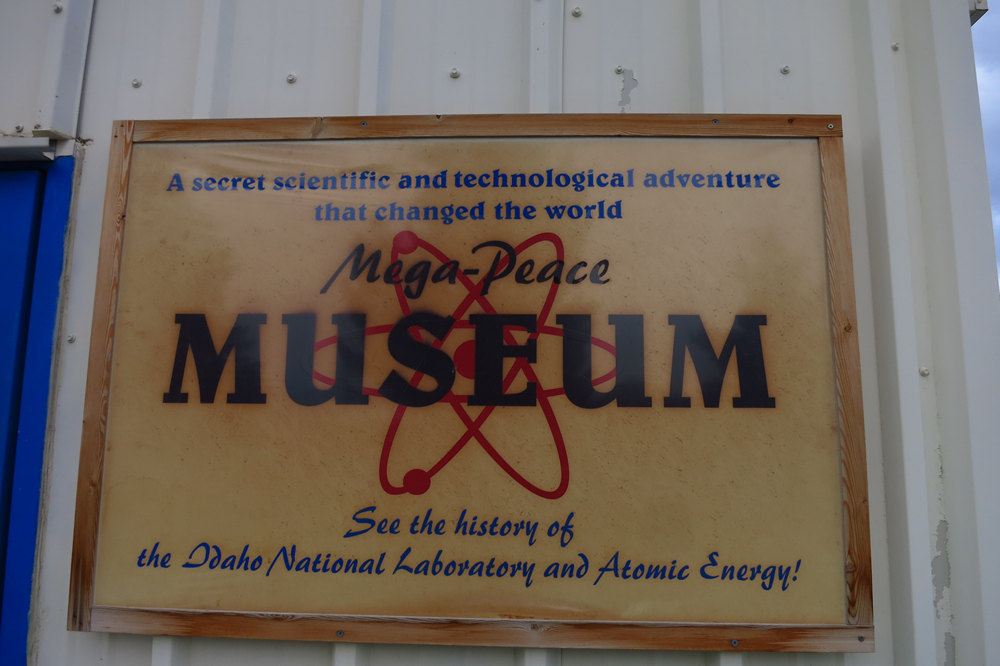 A secret scientific and technological adventure
that changed the world
Mega-Peace
MUSEUM
See the history of
the Idaho National Laboratory and Atomic Energy!